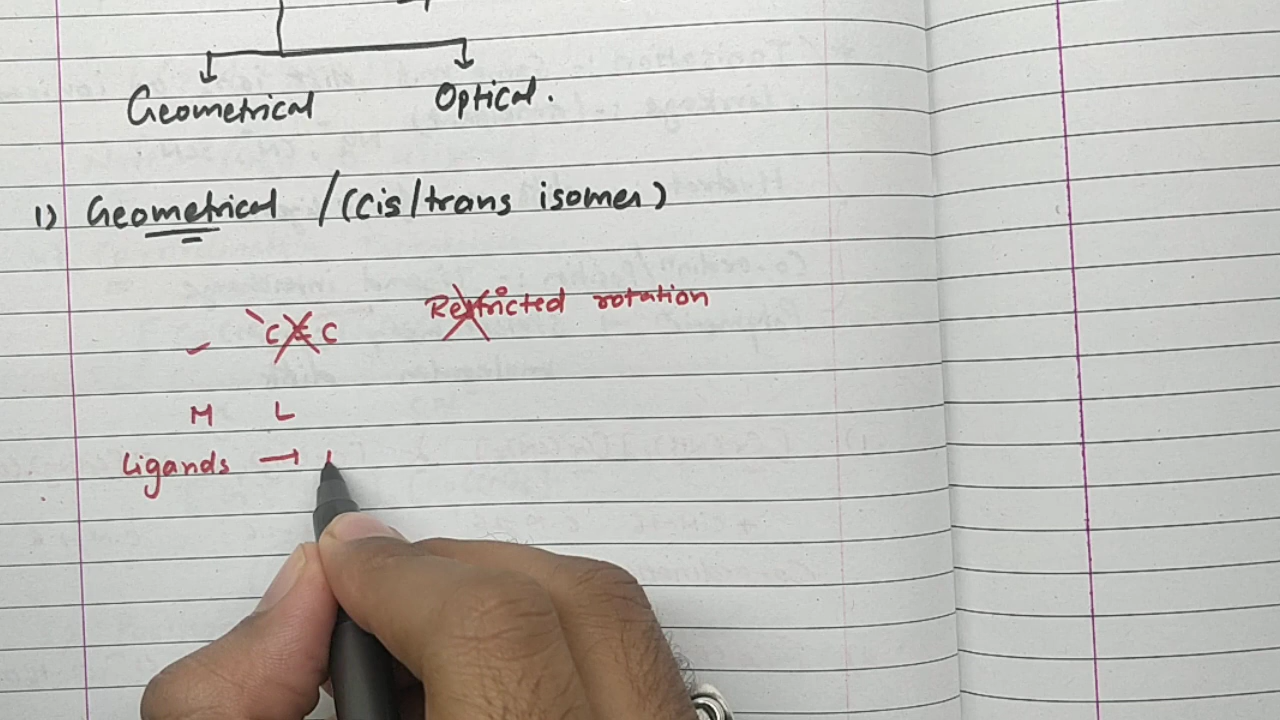 Geometrical Optical.
1) Geometrical / (Cis/trans isomer)
Restricted rotation
C = C
M L
Ligands →